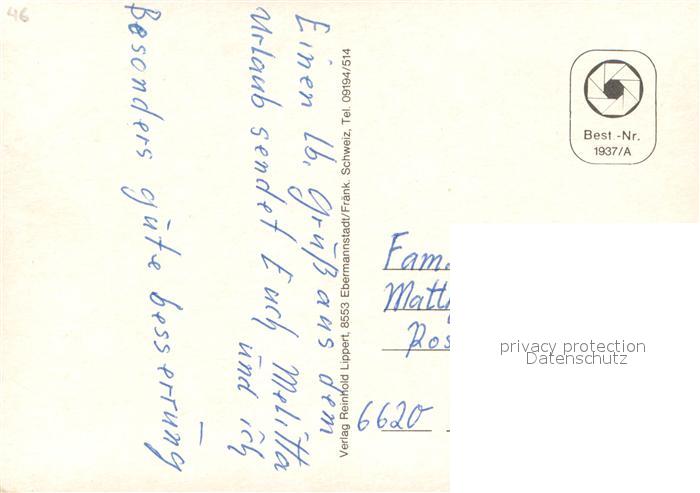 46
Einen lb. Grüß aus dem
Urlaub sendet Euch Melitta
und ich
Besonders gute besserung
Verlag Reinhold Lippert, 8553 Ebermannstadt/Fränk. Schweiz, Tel. 09194/514
Best.-Nr.
1937/A
Fam.
Matt
Ros
6620
privacy protection
Datenschutz